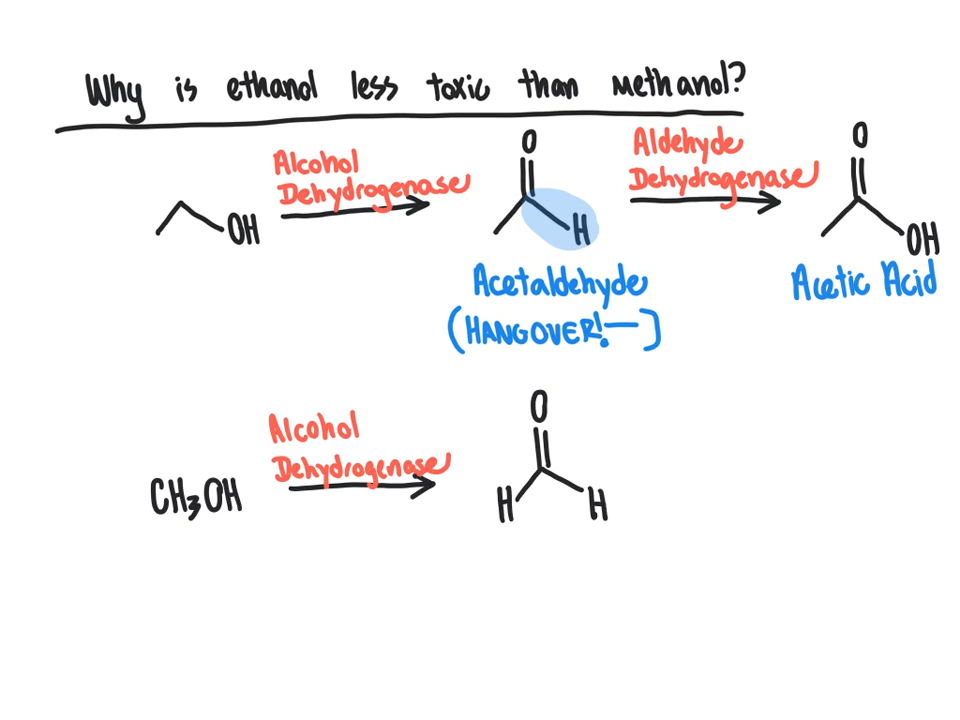 Why is ethanol less toxic than methanol?
Alcohol
Dehydrogenase
Aldehyde
Dehydrogenase
OH
O
H
O
OH
Acetaldehyde
(HANGOVER!—]
Acetic Acid
Alcohol
Dehydrogenase
CH3OH
O
H
H